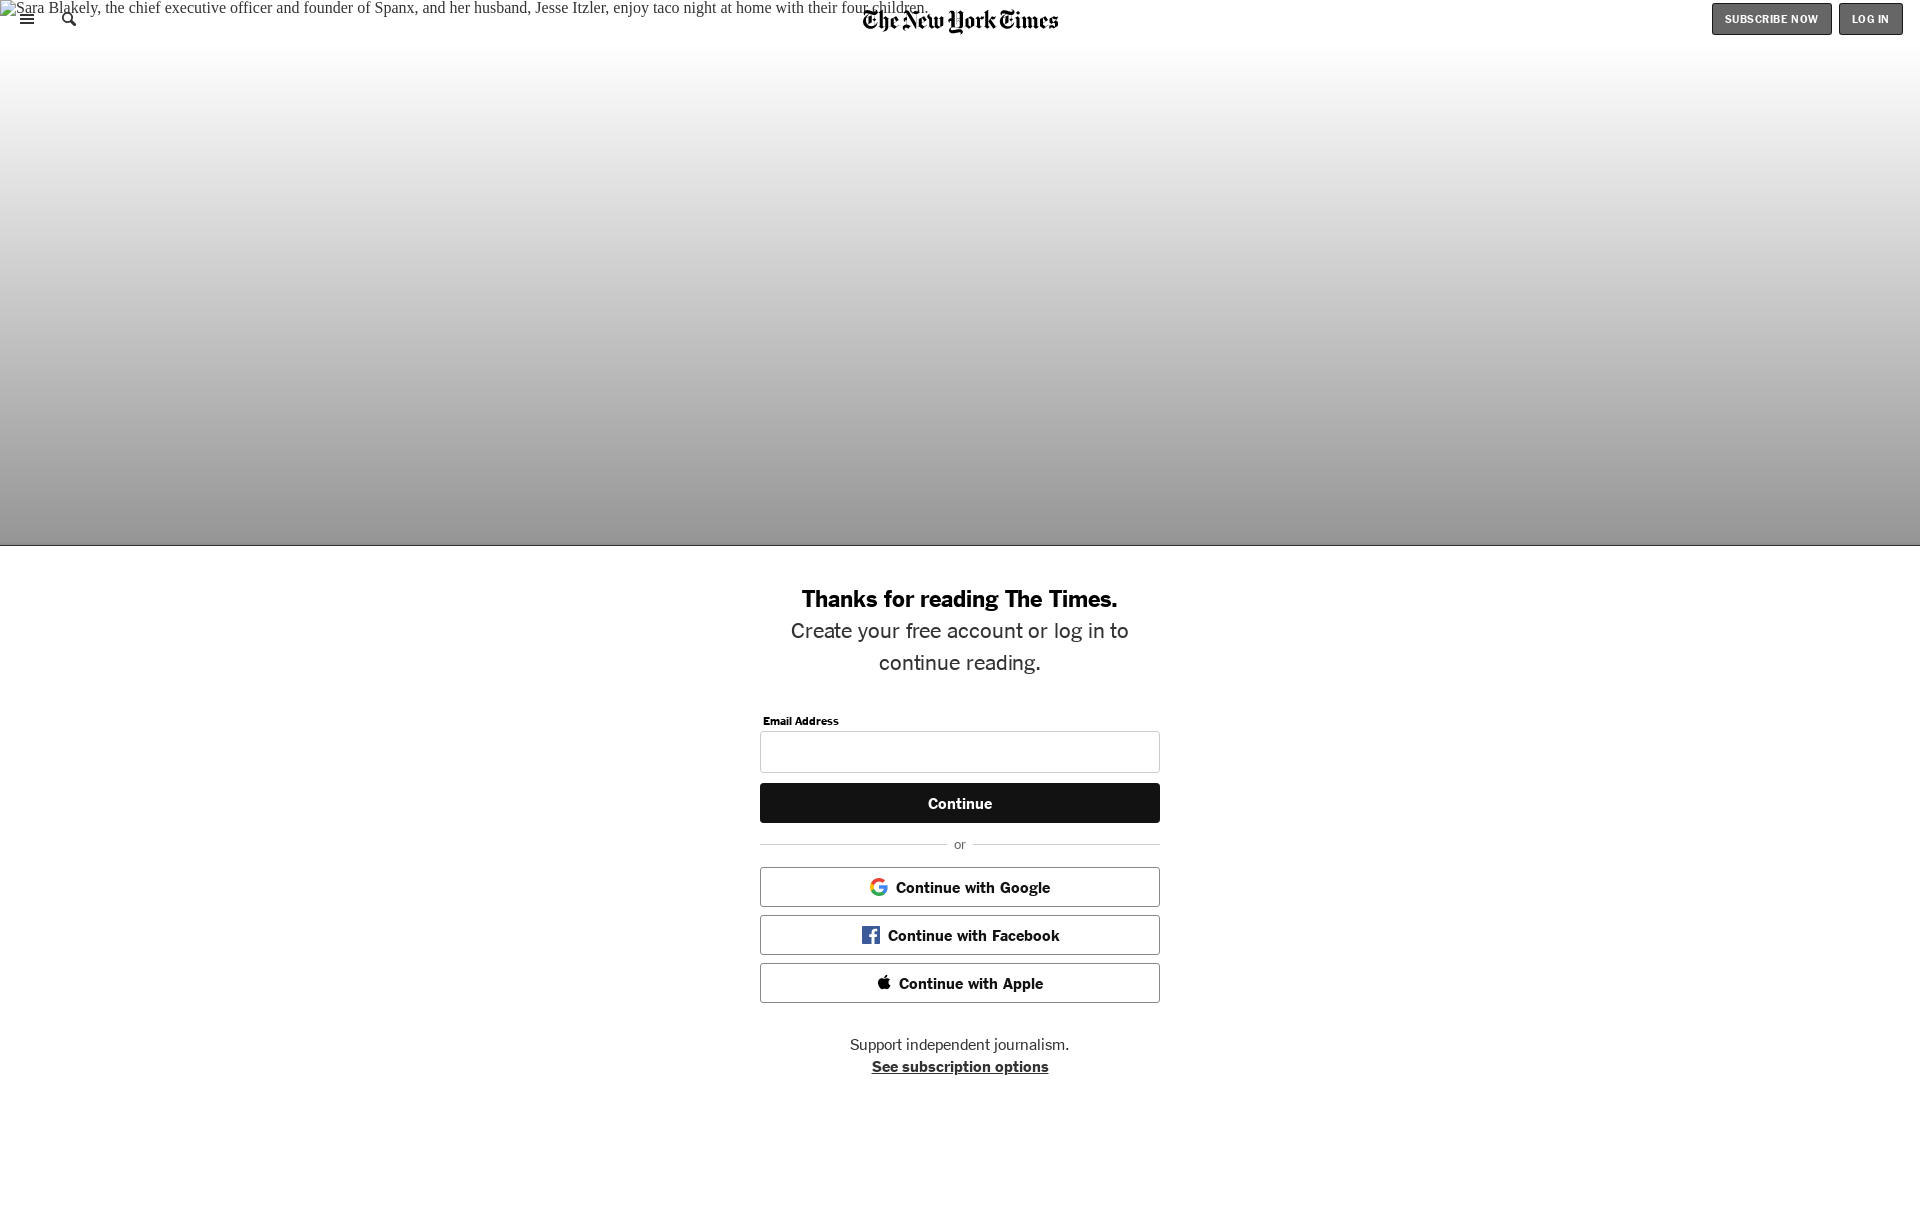 Sara Blakely, the chief executive officer and founder of Spanx, and her husband, Jesse Itzler, enjoy taco night at home with their four children.
The New York Times
SUBSCRIBE NOW
LOG IN
Thanks for reading The Times.
Create your free account or log in to
continue reading.
Email Address
Continue
or
Continue with Google
Continue with Facebook
Continue with Apple
Support independent journalism.
See subscription options